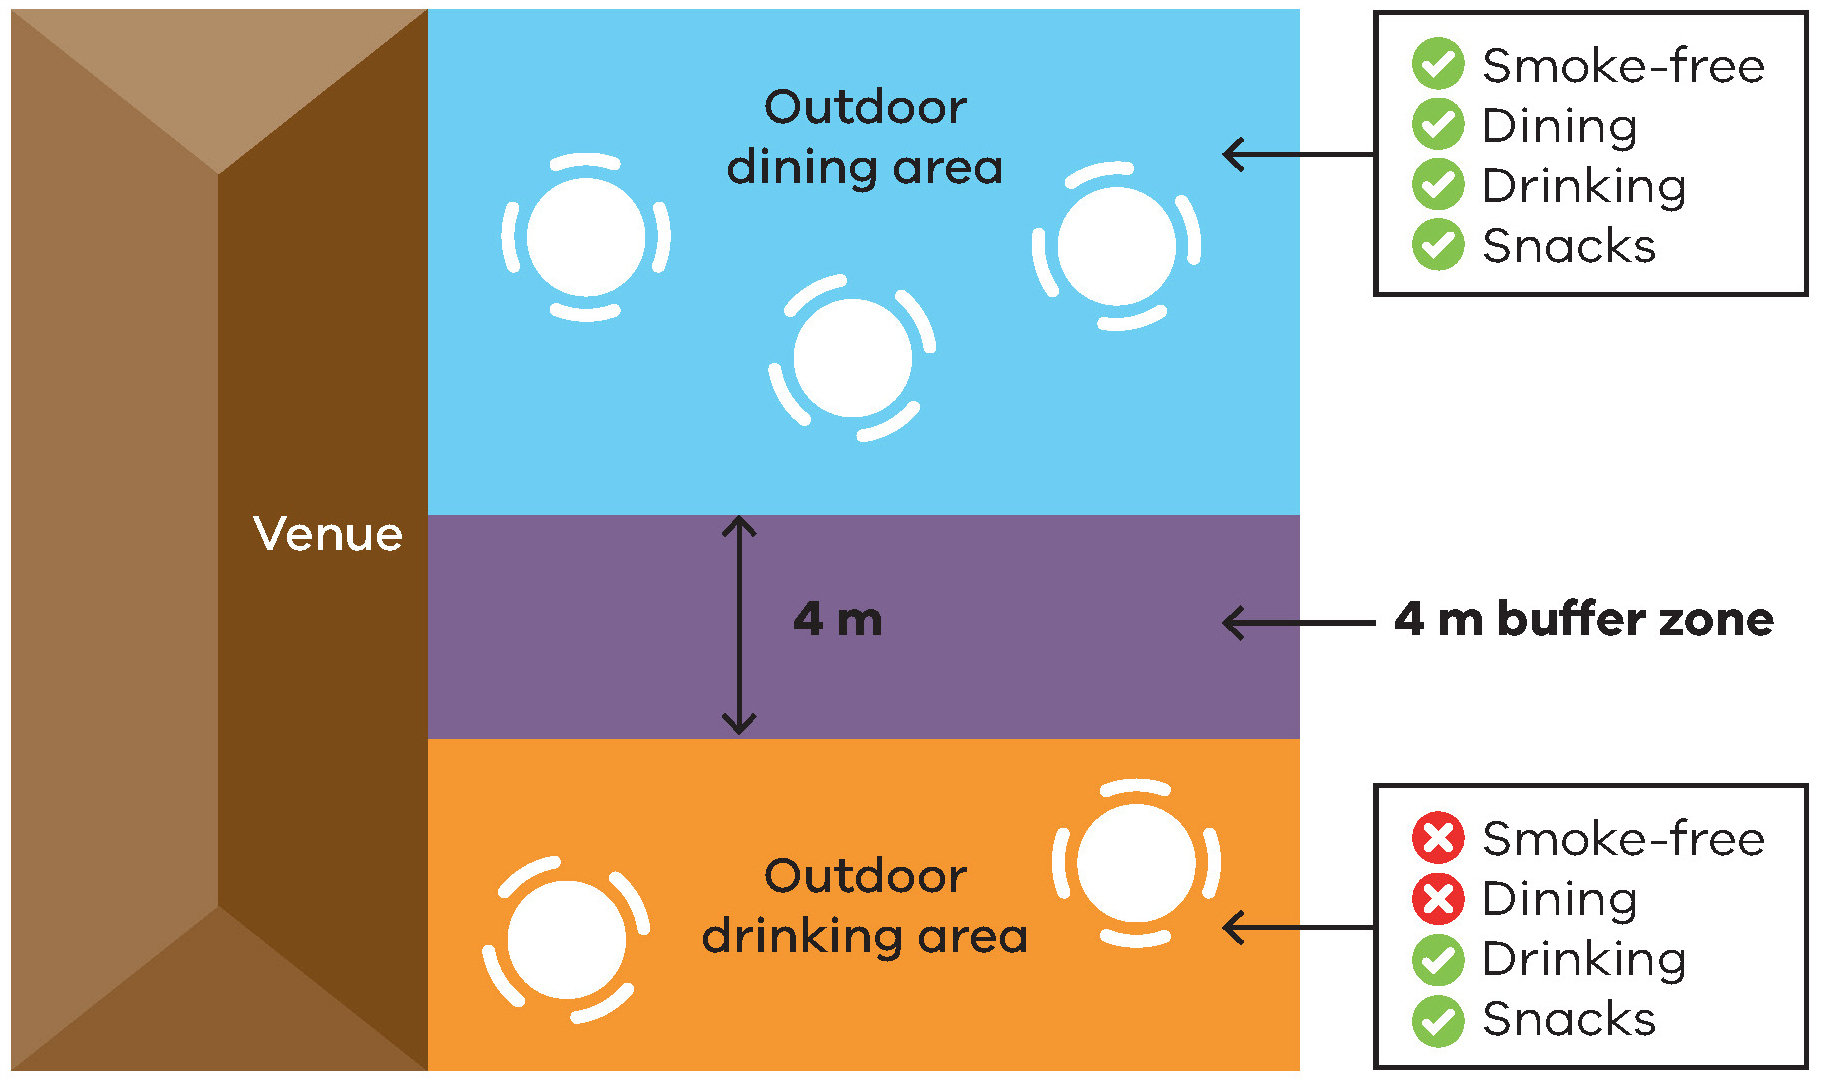 Outdoor
dining area
Smoke-free
Dining
Drinking
Snacks
Venue
4 m
4 m buffer zone
Outdoor
drinking area
Smoke-free
Dining
Drinking
Snacks